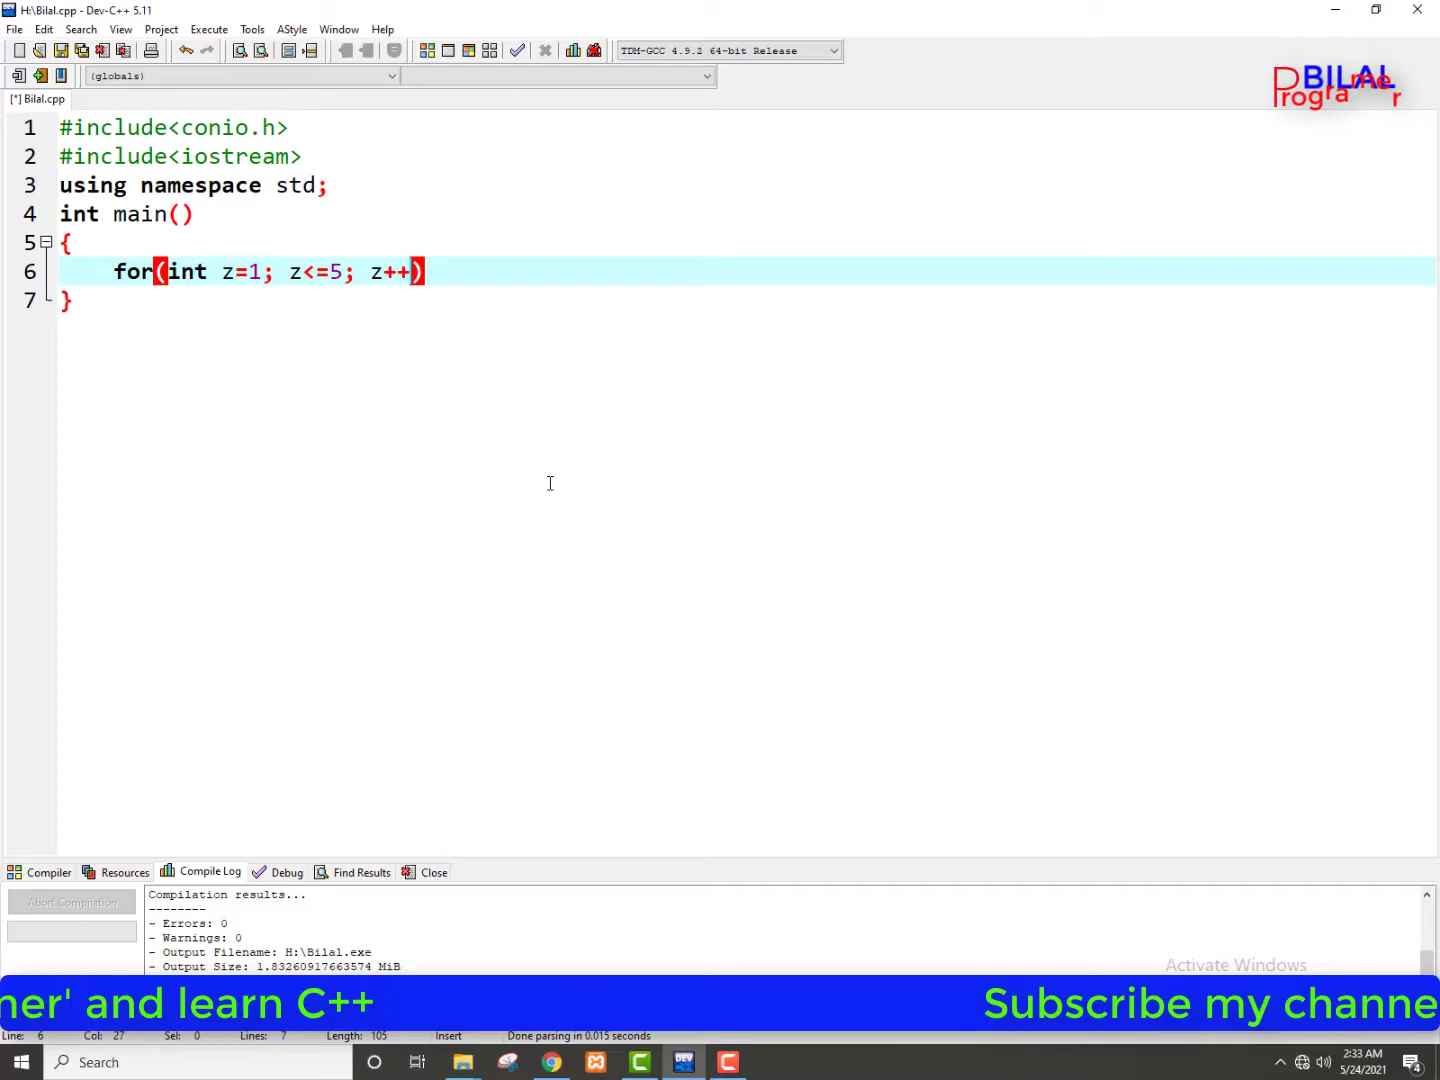 H:\Bilal.cpp - Dev-C++ 5.11
File Edit Search View Project Execute Tools AStyle Window Help
TDM-GCC 4.9.2 64-bit Release
(globals)
BILAL
Programer
[*] Bilal.cpp
1 #include<conio.h>
2 #include<iostream>
3 using namespace std;
4 int main()
5 {
6 for(int z=1; z<=5; z++)
7 }
Compiler Resources Compile Log Debug Find Results Close
Abort Compilation
Compilation results...
--------
- Errors: 0
- Warnings: 0
- Output Filename: H:\Bilal.exe
- Output Size: 1.83260917663574 MiB
Activate Windows
ner' and learn C++ Subscribe my channe
Line: 6 Col: 27 Sel: 0 Lines: 7 Length: 105 Insert Done parsing in 0.015 seconds
Search
DEV
2:33 AM
5/24/2021
4